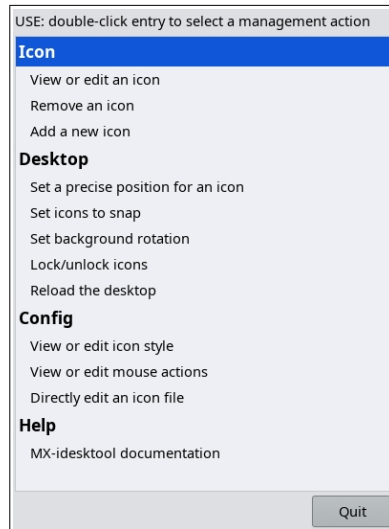 USE: double-click entry to select a management action
Icon
View or edit an icon
Remove an icon
Add a new icon
Desktop
Set a precise position for an icon
Set icons to snap
Set background rotation
Lock/unlock icons
Reload the desktop
Config
View or edit icon style
View or edit mouse actions
Directly edit an icon file
Help
MX-idesktool documentation
Quit